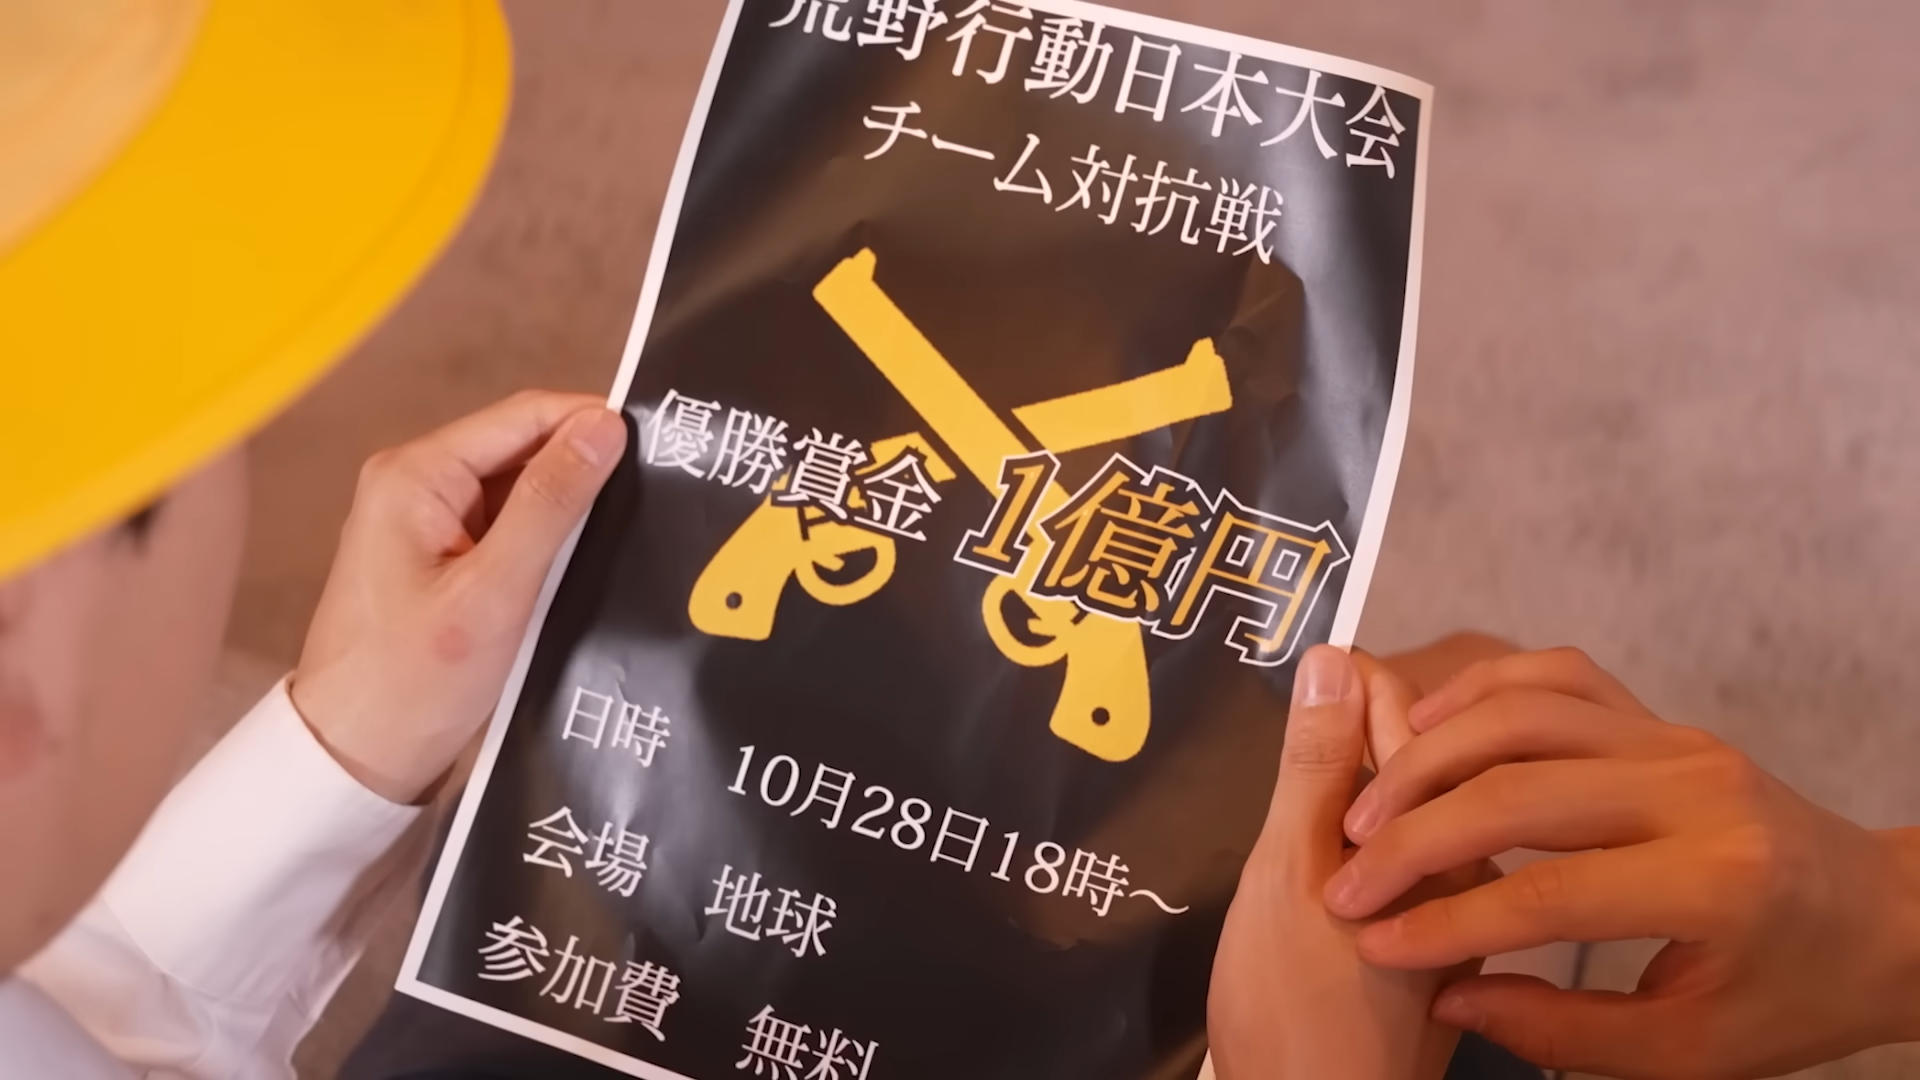 荒野行動日本大会
チーム対抗戦
優勝賞金 1億円
日時 10月28日18時～
会場 地球
参加費 無料